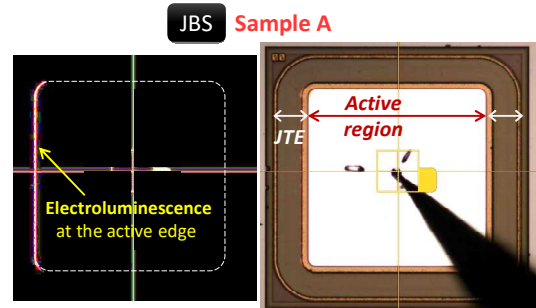 JBS Sample A
Active
region
JTE
Electroluminescence
at the active edge